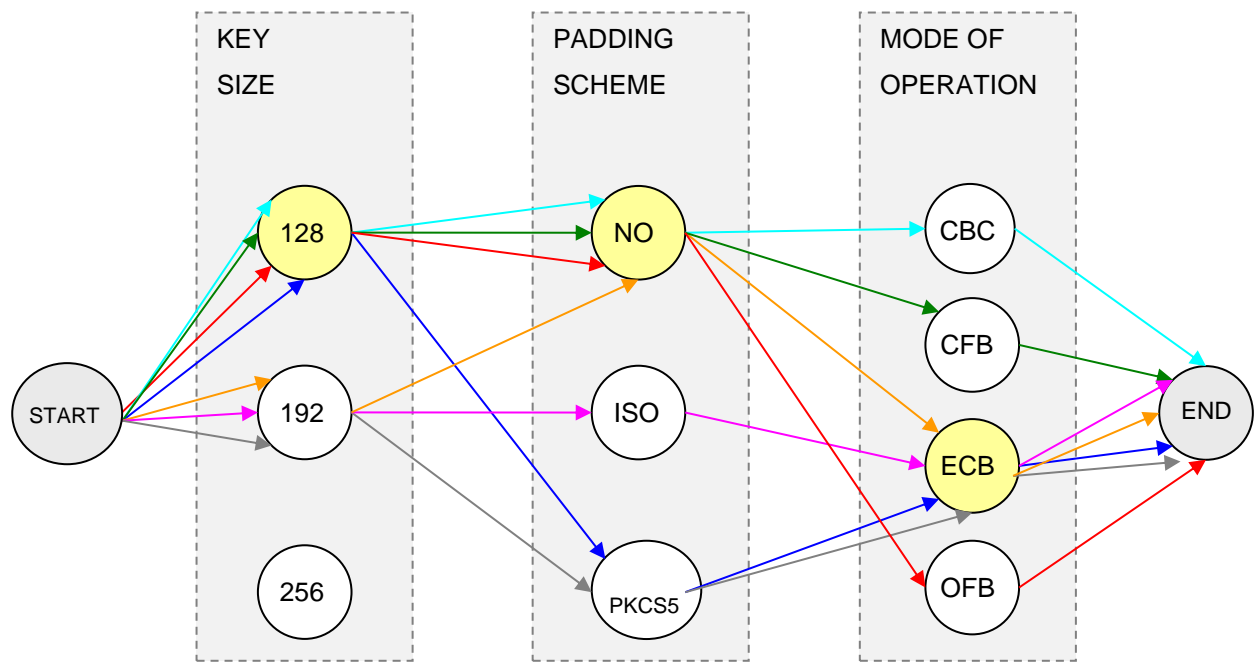 KEY
SIZE
PADDING
SCHEME
MODE OF
OPERATION
128
NO
CBC
CFB
START
192
ISO
END
ECB
256
PKCS5
OFB